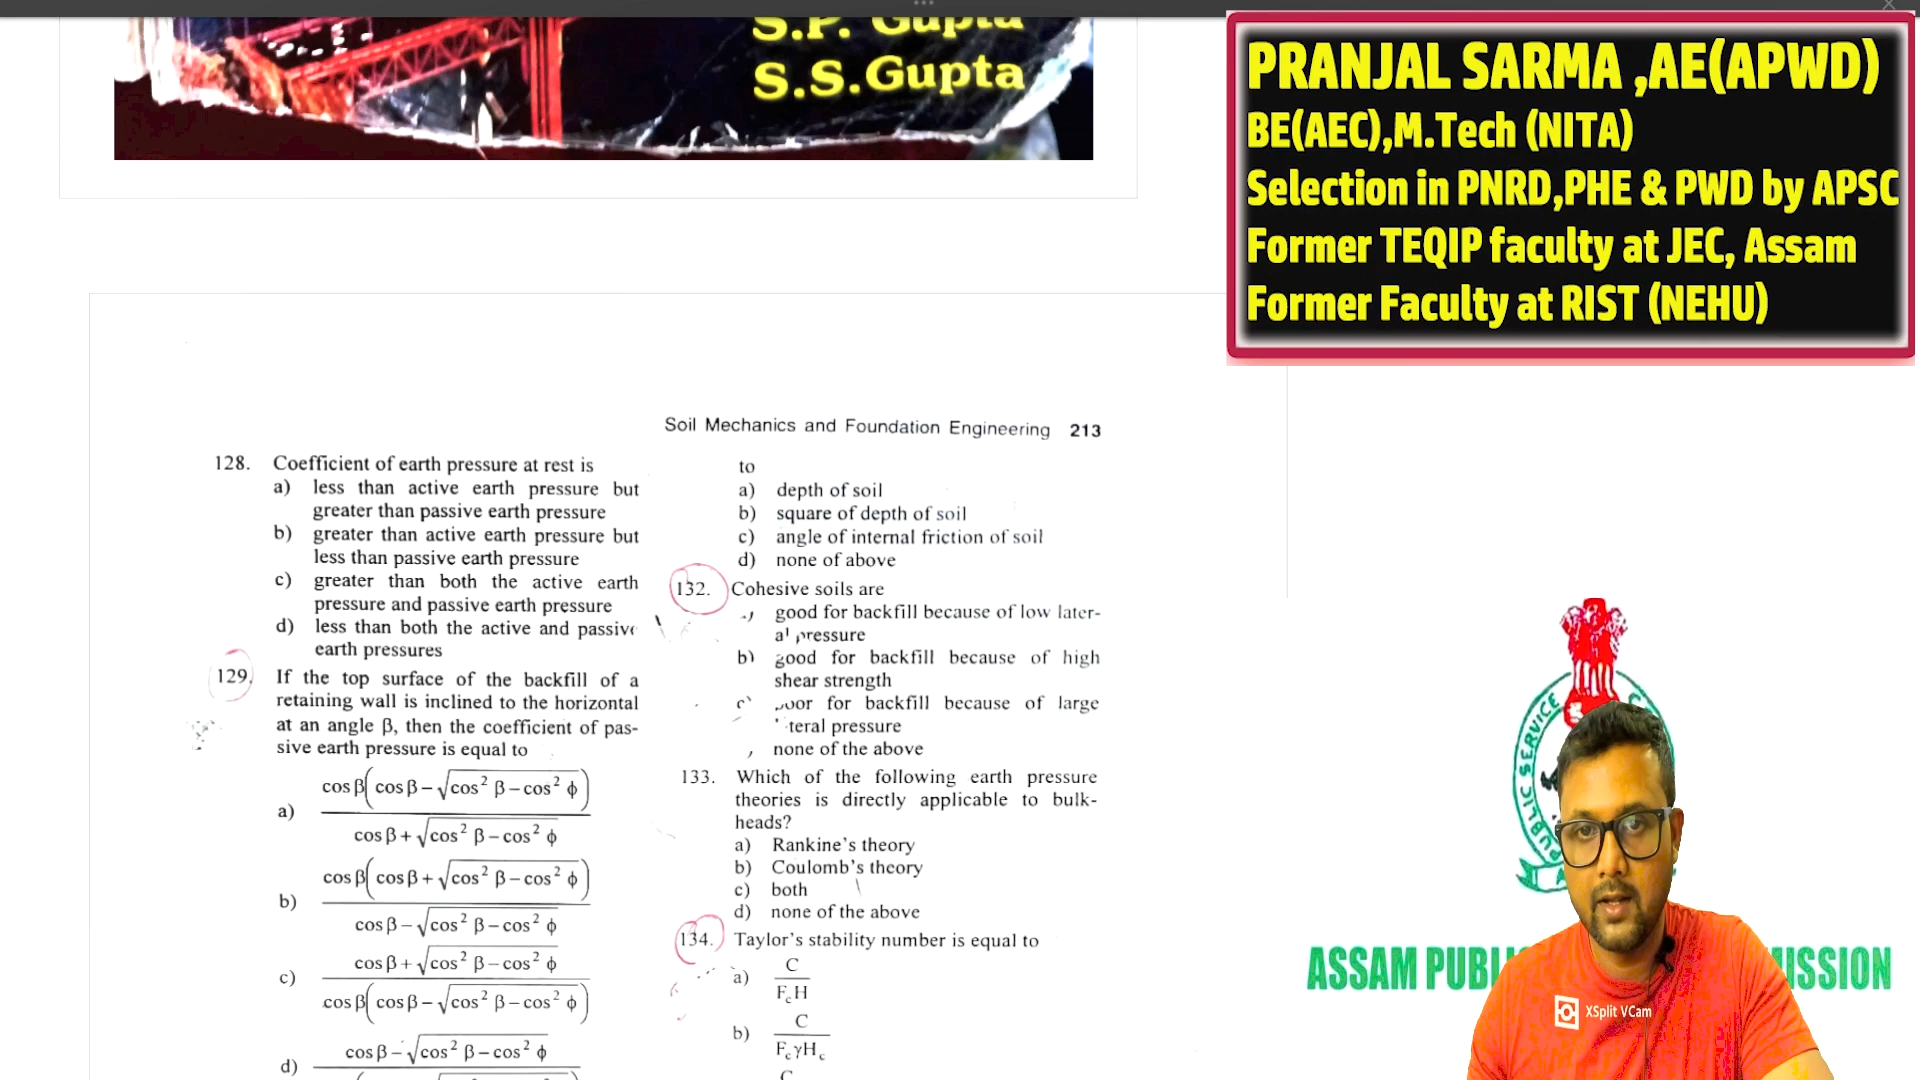 S.P. Gupta
S.S.Gupta
PRANJAL SARMA ,AE(APWD)
BE(AEC),M.Tech (NITA)
Selection in PNRD,PHE & PWD by APSC
Former TEQIP faculty at JEC, Assam
Former Faculty at RIST (NEHU)
Soil Mechanics and Foundation Engineering 213
128. Coefficient of earth pressure at rest is
a) less than active earth pressure but
greater than passive earth pressure
b) greater than active earth pressure but
less than passive earth pressure
c) greater than both the active earth
pressure and passive earth pressure
d) less than both the active and passive
earth pressures
129. If the top surface of the backfill of a
retaining wall is inclined to the horizontal
at an angle β, then the coefficient of pas-
sive earth pressure is equal to
a) cos β(cos β – √cos² β – cos² φ)
cos β + √cos² β – cos² φ
b) cos β(cos β + √cos² β – cos² φ)
cos β – √cos² β – cos² φ
c) cos β + √cos² β – cos² φ
cos β(cos β – √cos² β – cos² φ)
d) cos β – √cos² β – cos² φ
to
a) depth of soil
b) square of depth of soil
c) angle of internal friction of soil
d) none of above
132. Cohesive soils are
good for backfill because of low later-
al pressure
b) good for backfill because of high
shear strength
c) poor for backfill because of large
teral pressure
none of the above
133. Which of the following earth pressure
theories is directly applicable to bulk-
heads?
a) Rankine's theory
b) Coulomb's theory
c) both
d) none of the above
134. Taylor's stability number is equal to
a) C
F_c H
b) C
F_c γH_c
C
PUBLIC SERVICE
ASSAM PUBL
ISSION
XSplit VCam